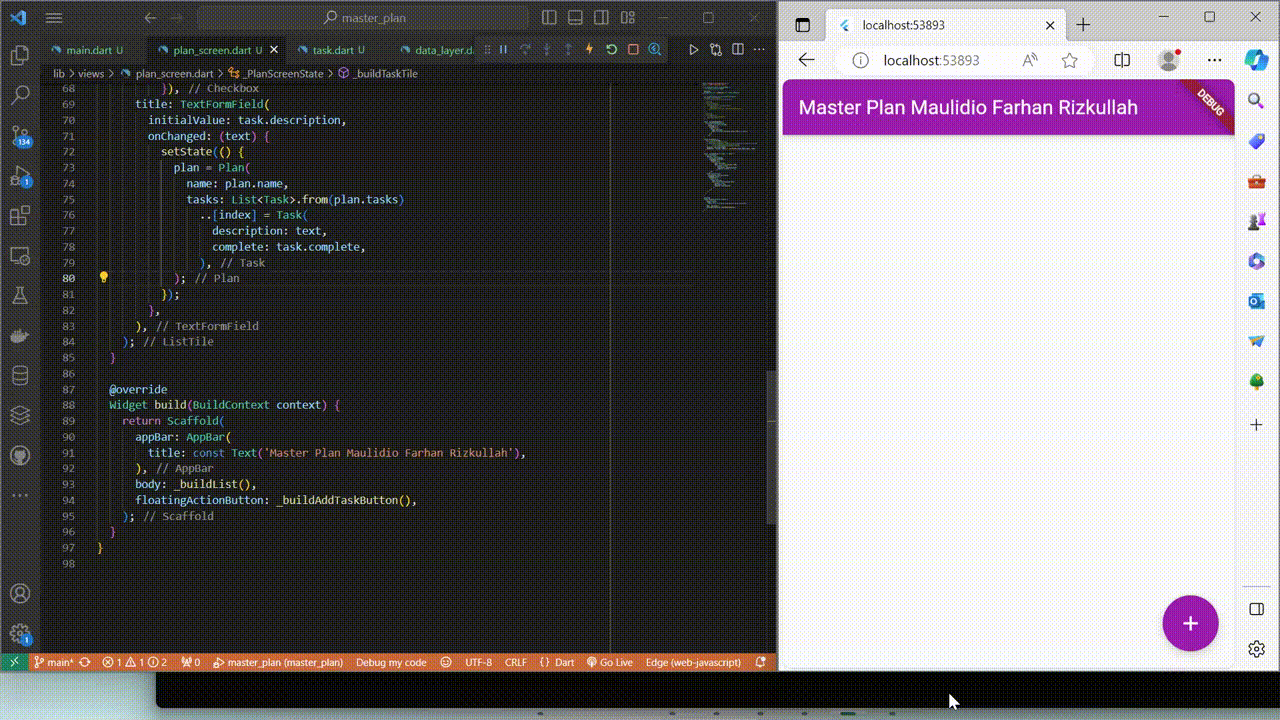 master_plan
main.dart U
plan_screen.dart U
task.dart U
data_layer.d
lib > views > plan_screen.dart > _PlanScreenState > _buildTaskTile
68 }), // Checkbox
69 title: TextFormField(
70 initialValue: task.description,
71 onChanged: (text) {
72 setState(() {
73 plan = Plan(
74 name: plan.name,
75 tasks: List<Task>.from(plan.tasks)
76 ..[index] = Task(
77 description: text,
78 complete: task.complete,
79 ), // Task
80 ); // Plan
81 });
82 },
83 ), // TextFormField
84 ); // ListTile
85 }
86
87 @override
88 Widget build(BuildContext context) {
89 return Scaffold(
90 appBar: AppBar(
91 title: const Text('Master Plan Maulidio Farhan Rizkullah'),
92 ), // AppBar
93 body: _buildList(),
94 floatingActionButton: _buildAddTaskButton(),
95 ); // Scaffold
96 }
97 }
98
134
1
1
main* 1 1 2 0 master_plan (master_plan) Debug my code UTF-8 CRLF {} Dart Go Live Edge (web-javascript)
localhost:53893
localhost:53893
Master Plan Maulidio Farhan Rizkullah
DEBUG